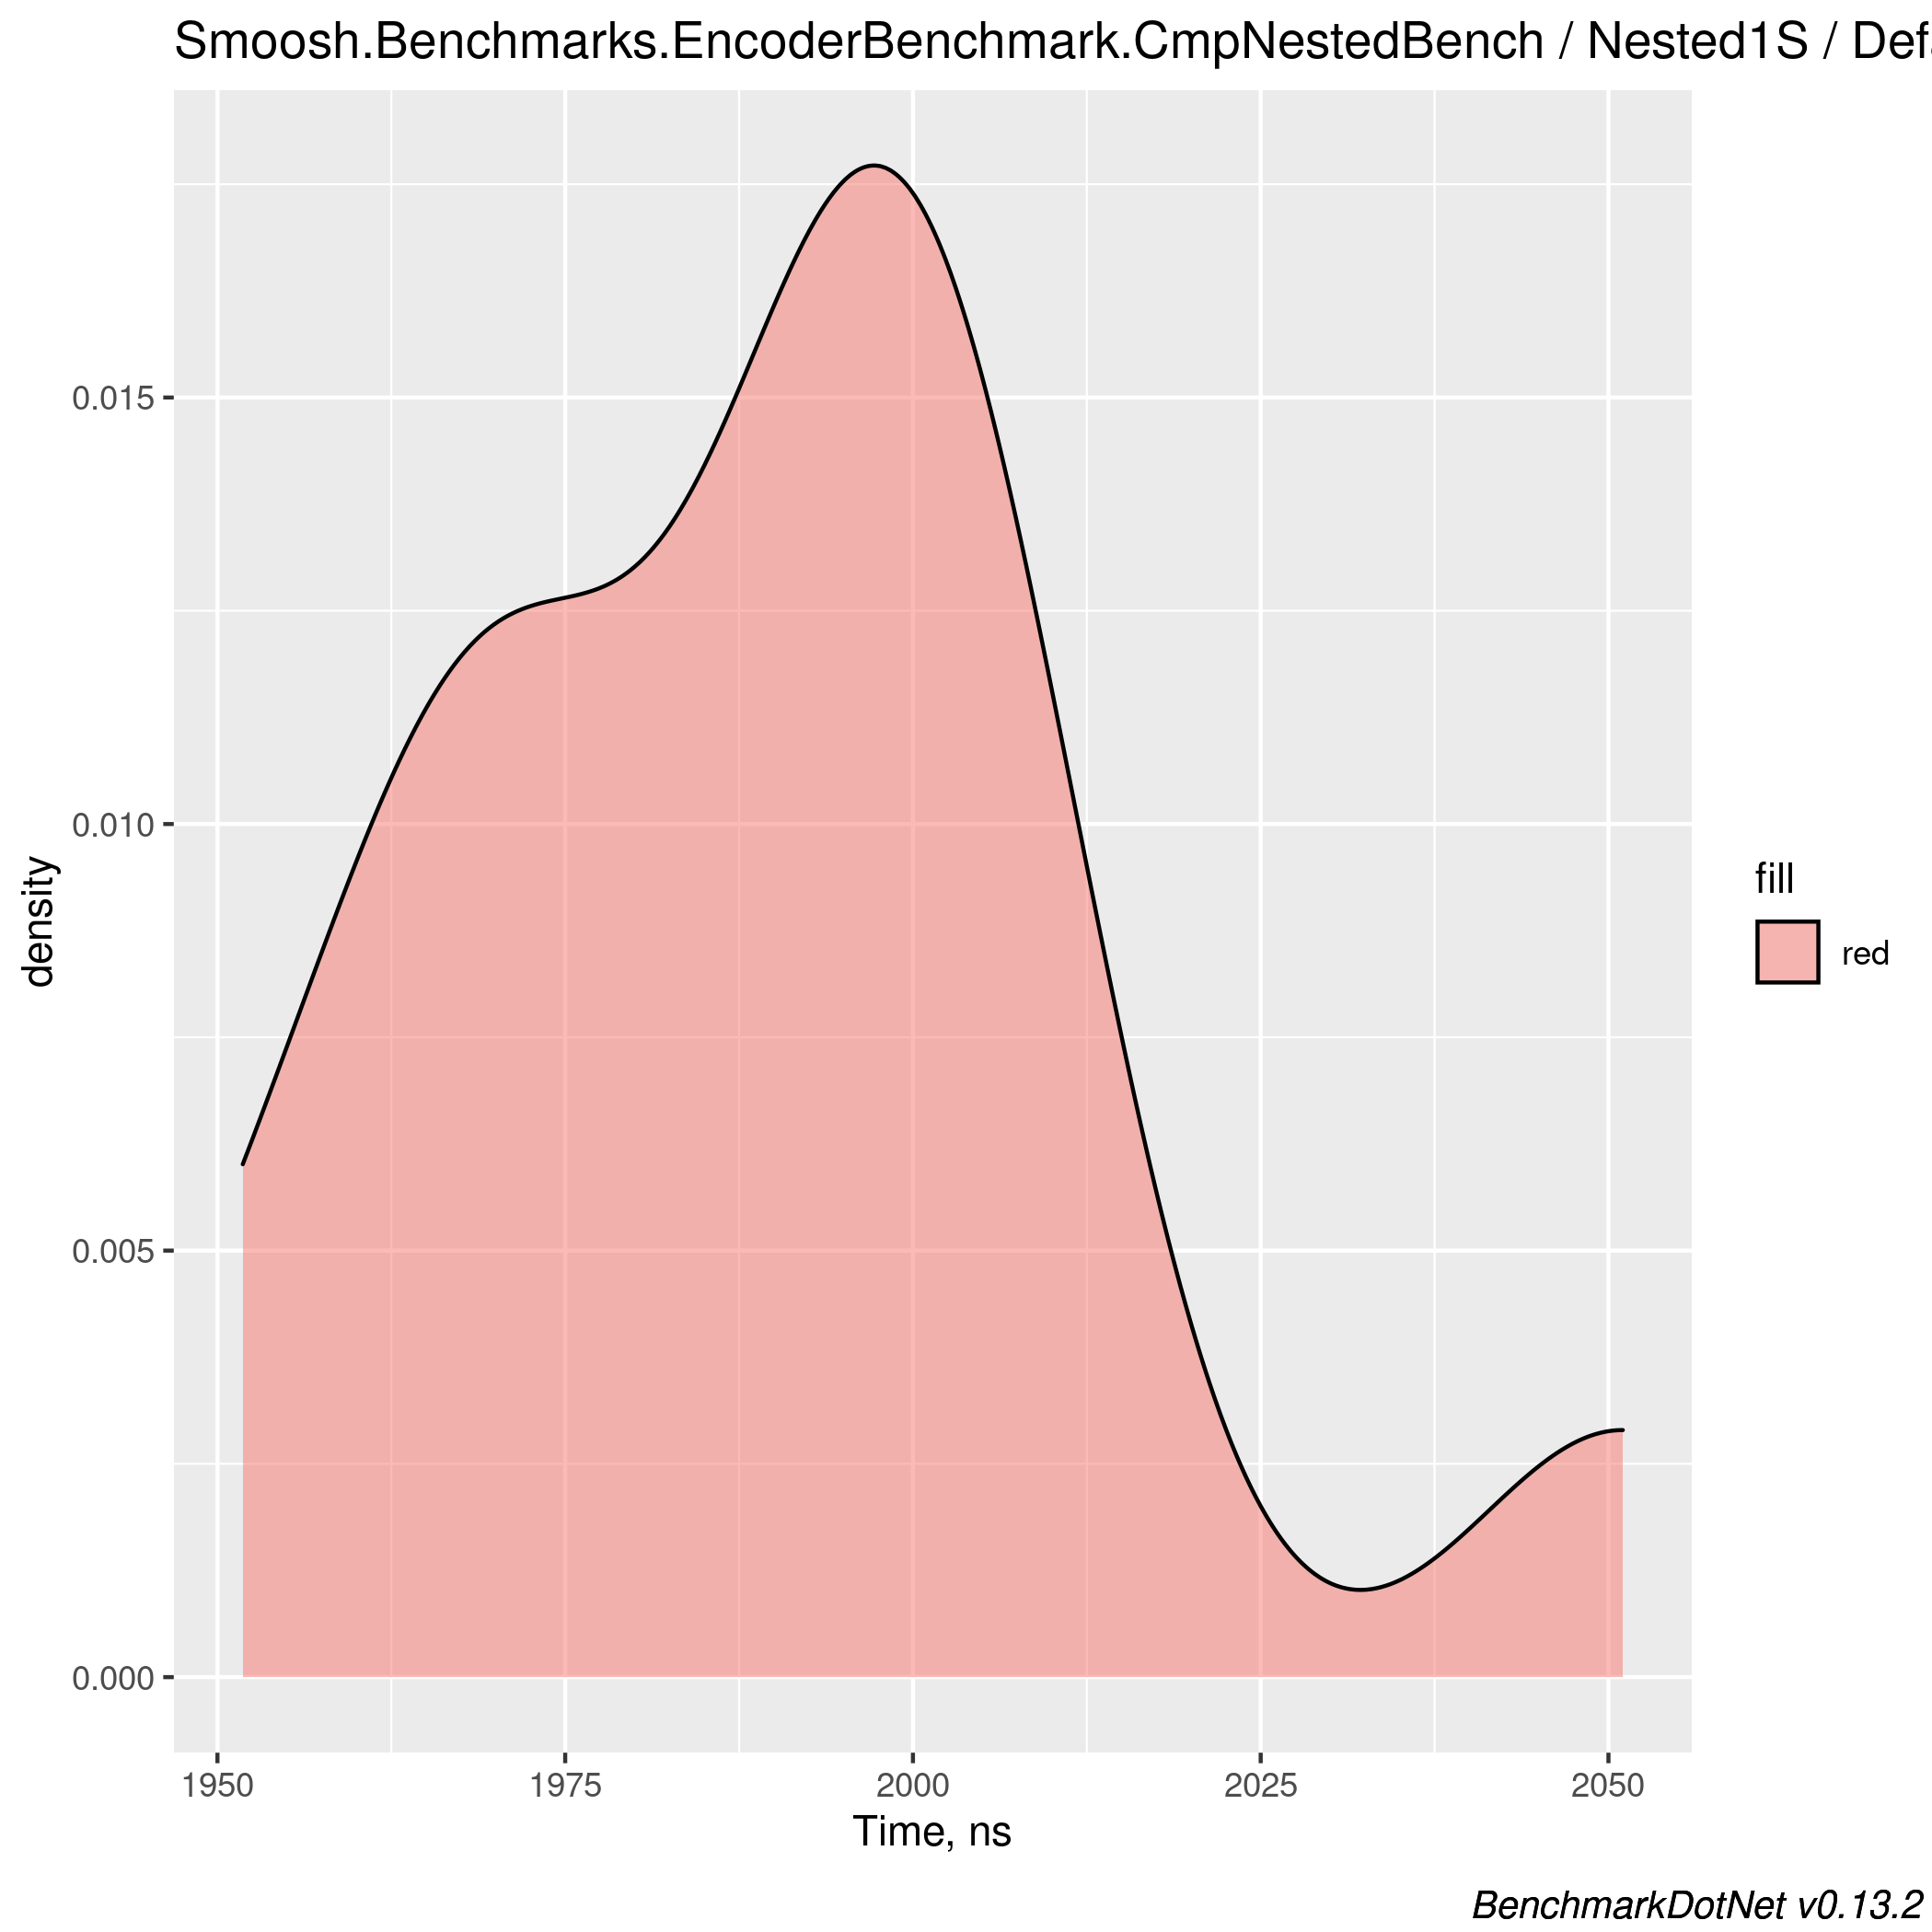 Smoosh.Benchmarks.EncoderBenchmark.CmpNestedBench / Nested1S /
density
0.015
0.010
0.005
0.000
1950 1975 2000 2025 2050
Time, ns
fill
red
BenchmarkDotNet v0.13.2